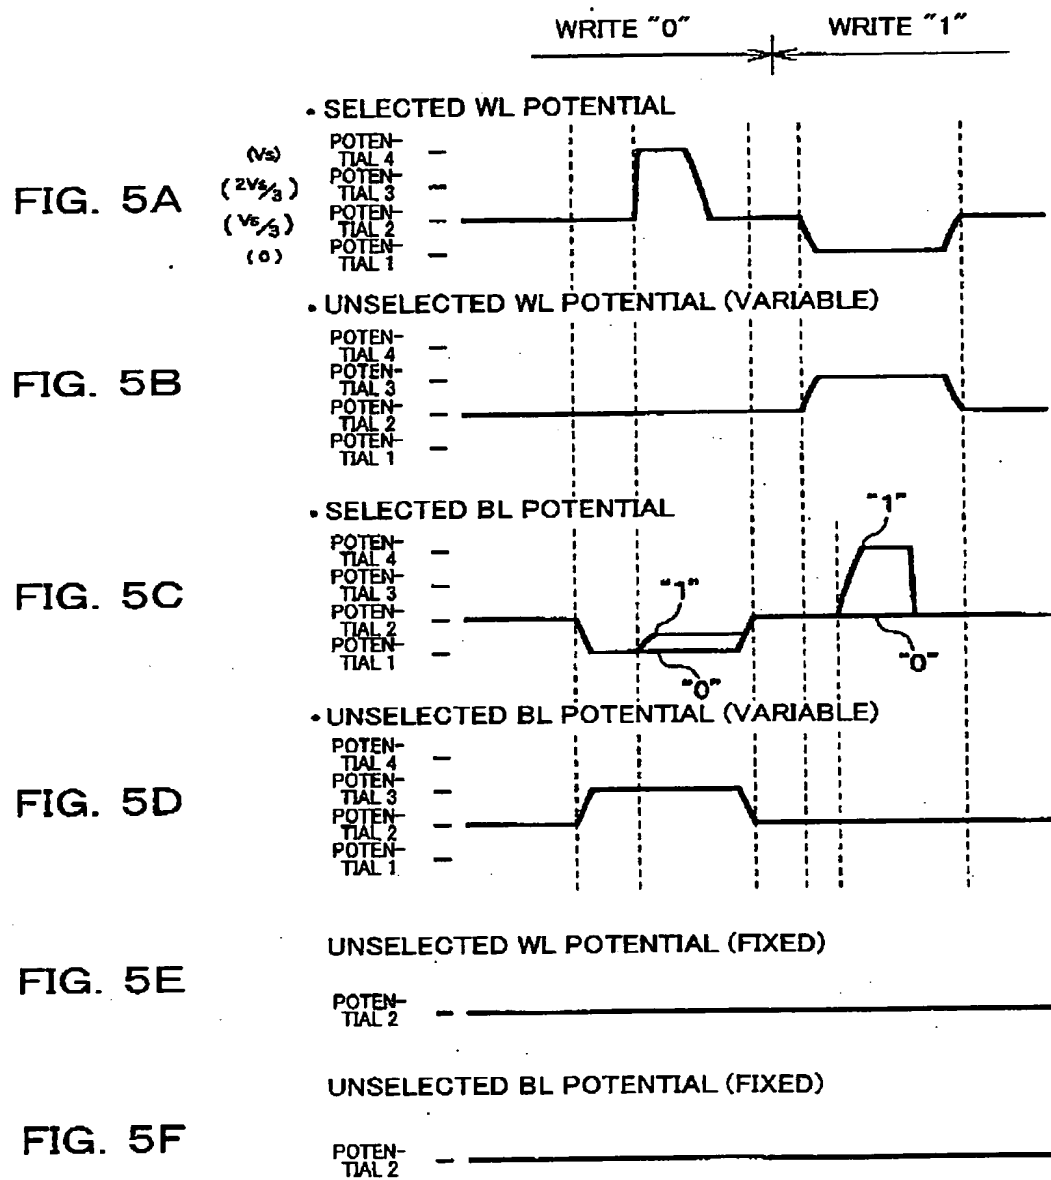 WRITE "0"
WRITE "1"
• SELECTED WL POTENTIAL
FIG. 5A
(Vs)
(2Vs/3)
(Vs/3)
(0)
POTEN-
TIAL 4
POTEN-
TIAL 3
POTEN-
TIAL 2
POTEN-
TIAL 1
• UNSELECTED WL POTENTIAL (VARIABLE)
FIG. 5B
POTEN-
TIAL 4
POTEN-
TIAL 3
POTEN-
TIAL 2
POTEN-
TIAL 1
• SELECTED BL POTENTIAL
FIG. 5C
POTEN-
TIAL 4
POTEN-
TIAL 3
POTEN-
TIAL 2
POTEN-
TIAL 1
"1"
"0"
"1"
"0"
• UNSELECTED BL POTENTIAL (VARIABLE)
FIG. 5D
POTEN-
TIAL 4
POTEN-
TIAL 3
POTEN-
TIAL 2
POTEN-
TIAL 1
UNSELECTED WL POTENTIAL (FIXED)
FIG. 5E
POTEN-
TIAL 2
UNSELECTED BL POTENTIAL (FIXED)
FIG. 5F
POTEN-
TIAL 2